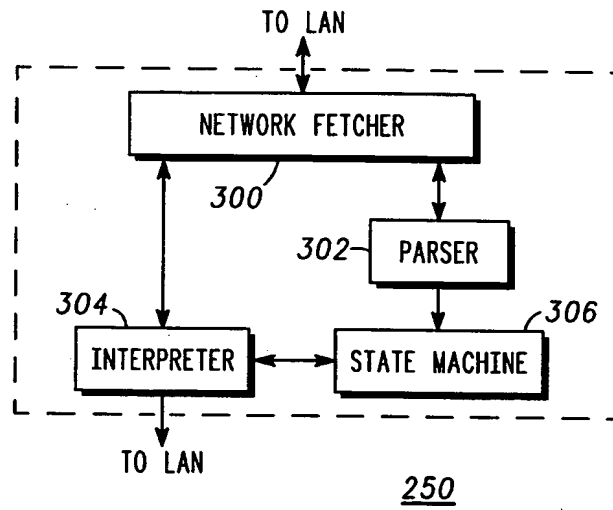 TO LAN
NETWORK FETCHER
300
302
PARSER
304
306
INTERPRETER
STATE MACHINE
TO LAN
250